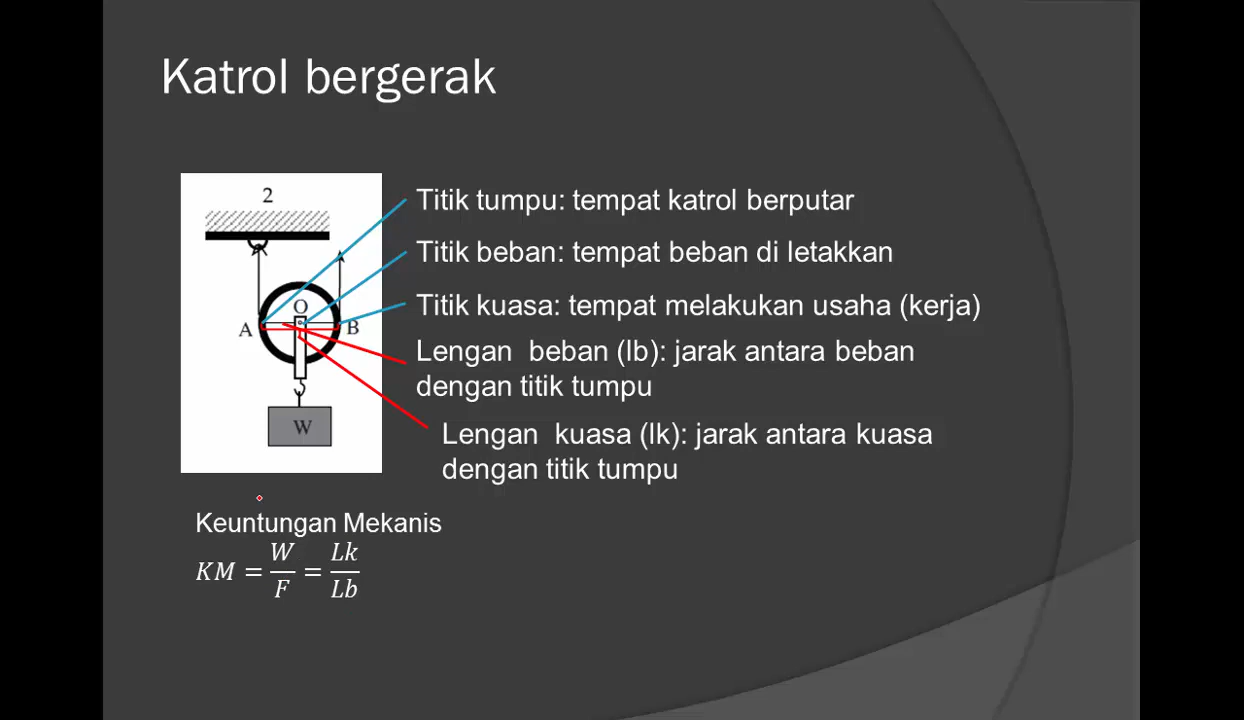 Katrol bergerak
2
O
A
B
W
Titik tumpu: tempat katrol berputar
Titik beban: tempat beban di letakkan
Titik kuasa: tempat melakukan usaha (kerja)
Lengan beban (lb): jarak antara beban
dengan titik tumpu
Lengan kuasa (lk): jarak antara kuasa
dengan titik tumpu
Keuntungan Mekanis
KM = W/F = Lk/Lb